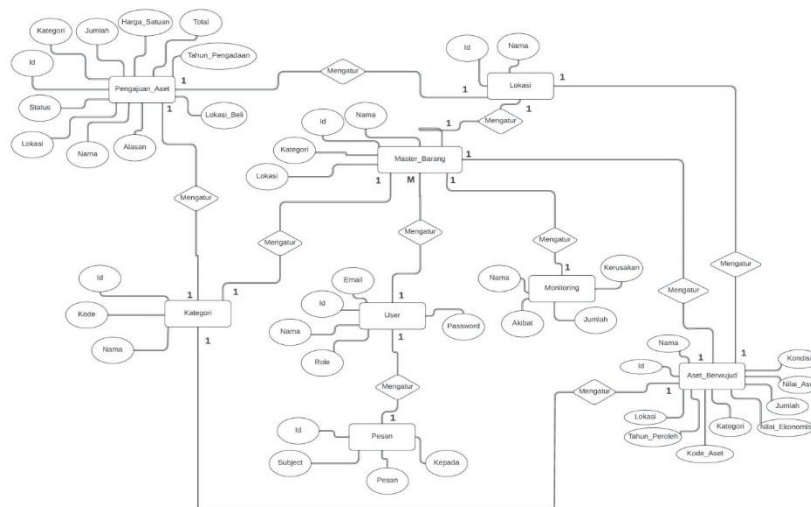 Harga_Satuan
Total
Kategori
Jumlah
Tahun_Pengadaan
Id
1
Pengajuan_Aset
Status
1
Lokasi_Beli
Lokasi
Nama
Alasan
Mengatur
1
Id
Nama
Lokasi
1
1
Mengatur
1
Id
Nama
Kategori
Master_Barang
1
Lokasi
1
M
1
Mengatur
Mengatur
Mengatur
Mengatur
Mengatur
Mengatur
Id
Kode
Nama
1
1
Kategori
1
Email
Id
Nama
Role
1
User
Password
1
1
Nama
Kerusakan
Monitoring
Akibat
Jumlah
Mengatur
1
Id
Pesan
Subject
Kepada
Pesan
Mengatur
1
1
1
Nama
Id
Aset_Berwujud
Kondisi
Jumlah
Lokasi
Nilai_Ekonomis
Tahun_Peroleh
Kategori
Kode_Aset